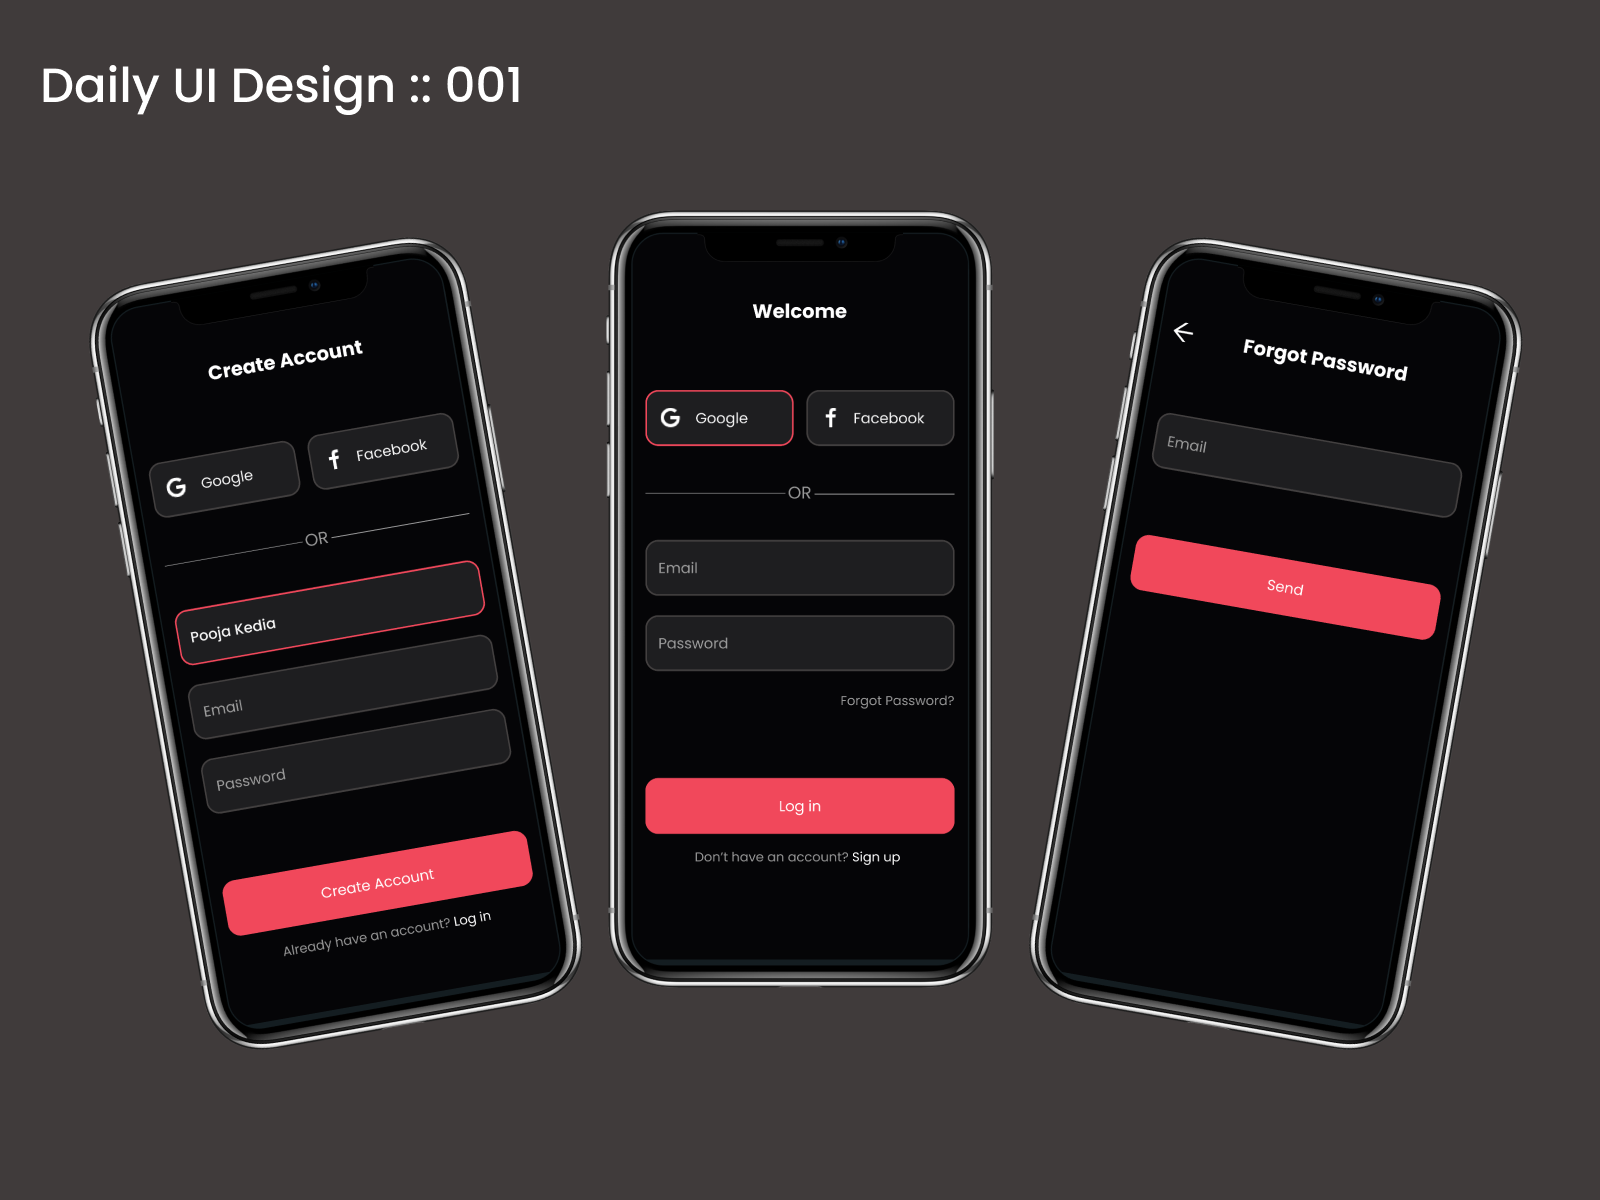 Daily UI Design :: 001
Create Account
Google
Facebook
OR
Pooja Kedia
Email
Password
Create Account
Already have an account? Log in
Welcome
Google
Facebook
OR
Email
Password
Forgot Password?
Log in
Don't have an account? Sign up
Forgot Password
Email
Send